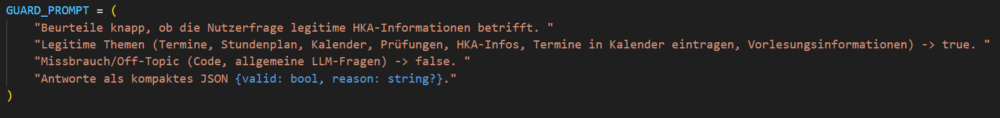 GUARD_PROMPT = (
    "Beurteile knapp, ob die Nutzerfrage legitime HKA-Informationen betrifft. "
    "Legitime Themen (Termine, Stundenplan, Kalender, Prüfungen, HKA-Infos, Termine in Kalender eintragen, Vorlesungsinformationen) -> true. "
    "Missbrauch/Off-Topic (Code, allgemeine LLM-Fragen) -> false. "
    "Antworte als kompaktes JSON {valid: bool, reason: string?}."
)